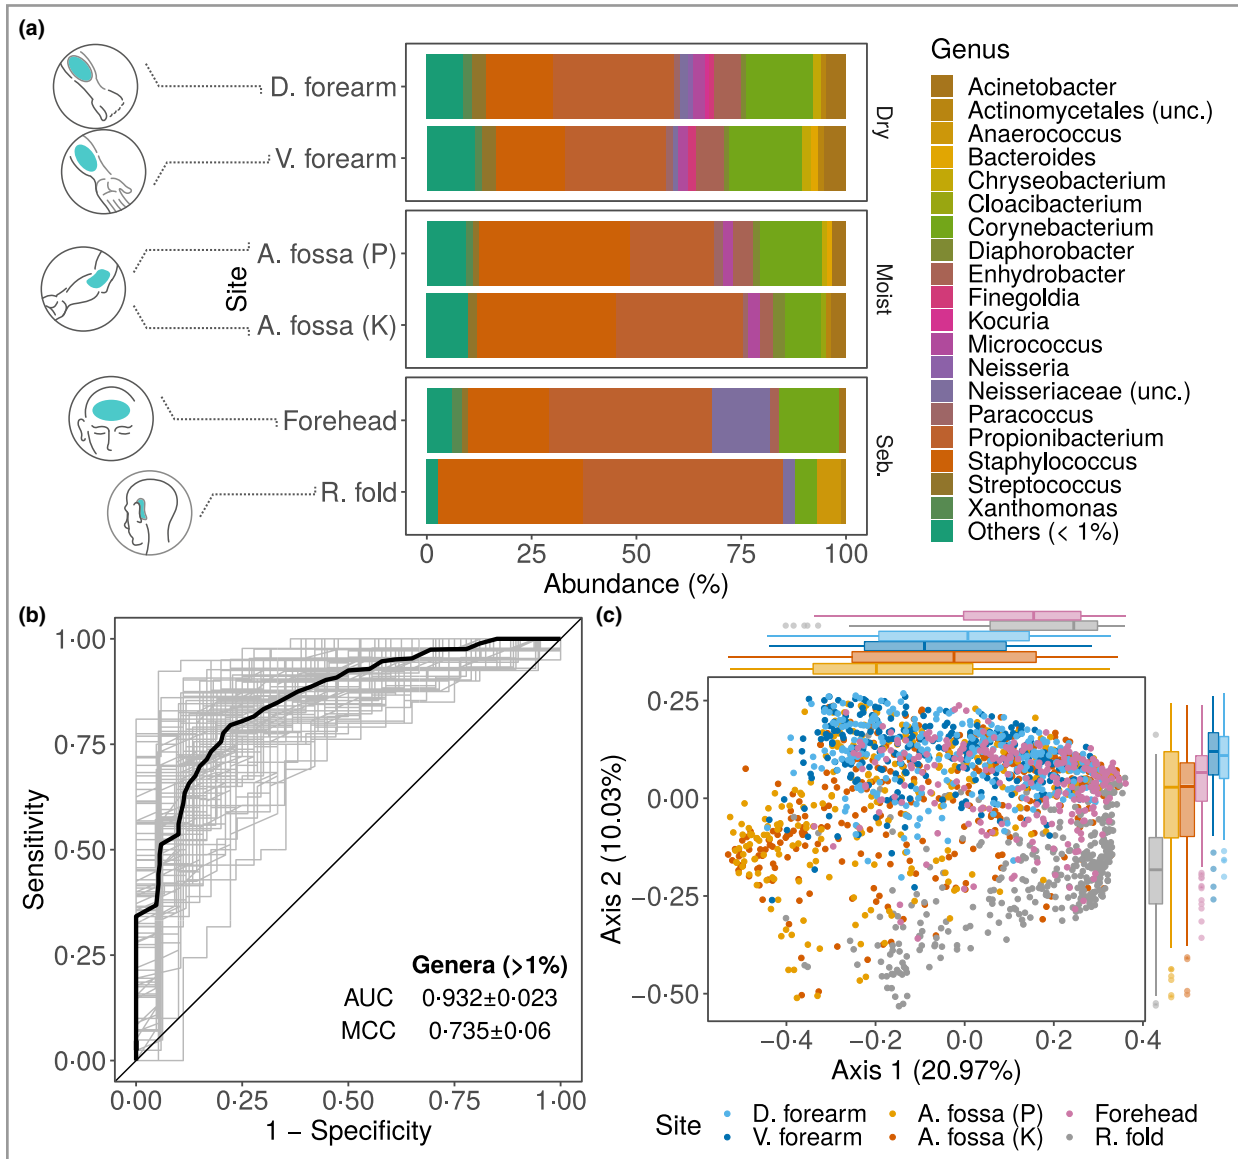 (a)
D. forearm
V. forearm
A. fossa (P)
A. fossa (K)
Forehead
R. fold
Site
Dry
Moist
Seb.
0 25 50 75 100
Abundance (%)
Genus
Acinetobacter
Actinomycetales (unc.)
Anaerococcus
Bacteroides
Chryseobacterium
Cloacibacterium
Corynebacterium
Diaphorobacter
Enhydrobacter
Finegoldia
Kocuria
Micrococcus
Neisseria
Neisseriaceae (unc.)
Paracoccus
Propionibacterium
Staphylococcus
Streptococcus
Xanthomonas
Others (< 1%)
(b)
1·00
0·75
0·50
0·25
0·00
Sensitivity
Genera (>1%)
AUC 0·932±0·023
MCC 0·735±0·06
0·00 0·25 0·50 0·75 1·00
1 − Specificity
(c)
0·25
0·00
−0·25
−0·50
Axis 2 (10.03%)
−0·4 −0·2 0·0 0·2 0·4
Axis 1 (20.97%)
Site
D. forearm A. fossa (P) Forehead
V. forearm A. fossa (K) R. fold